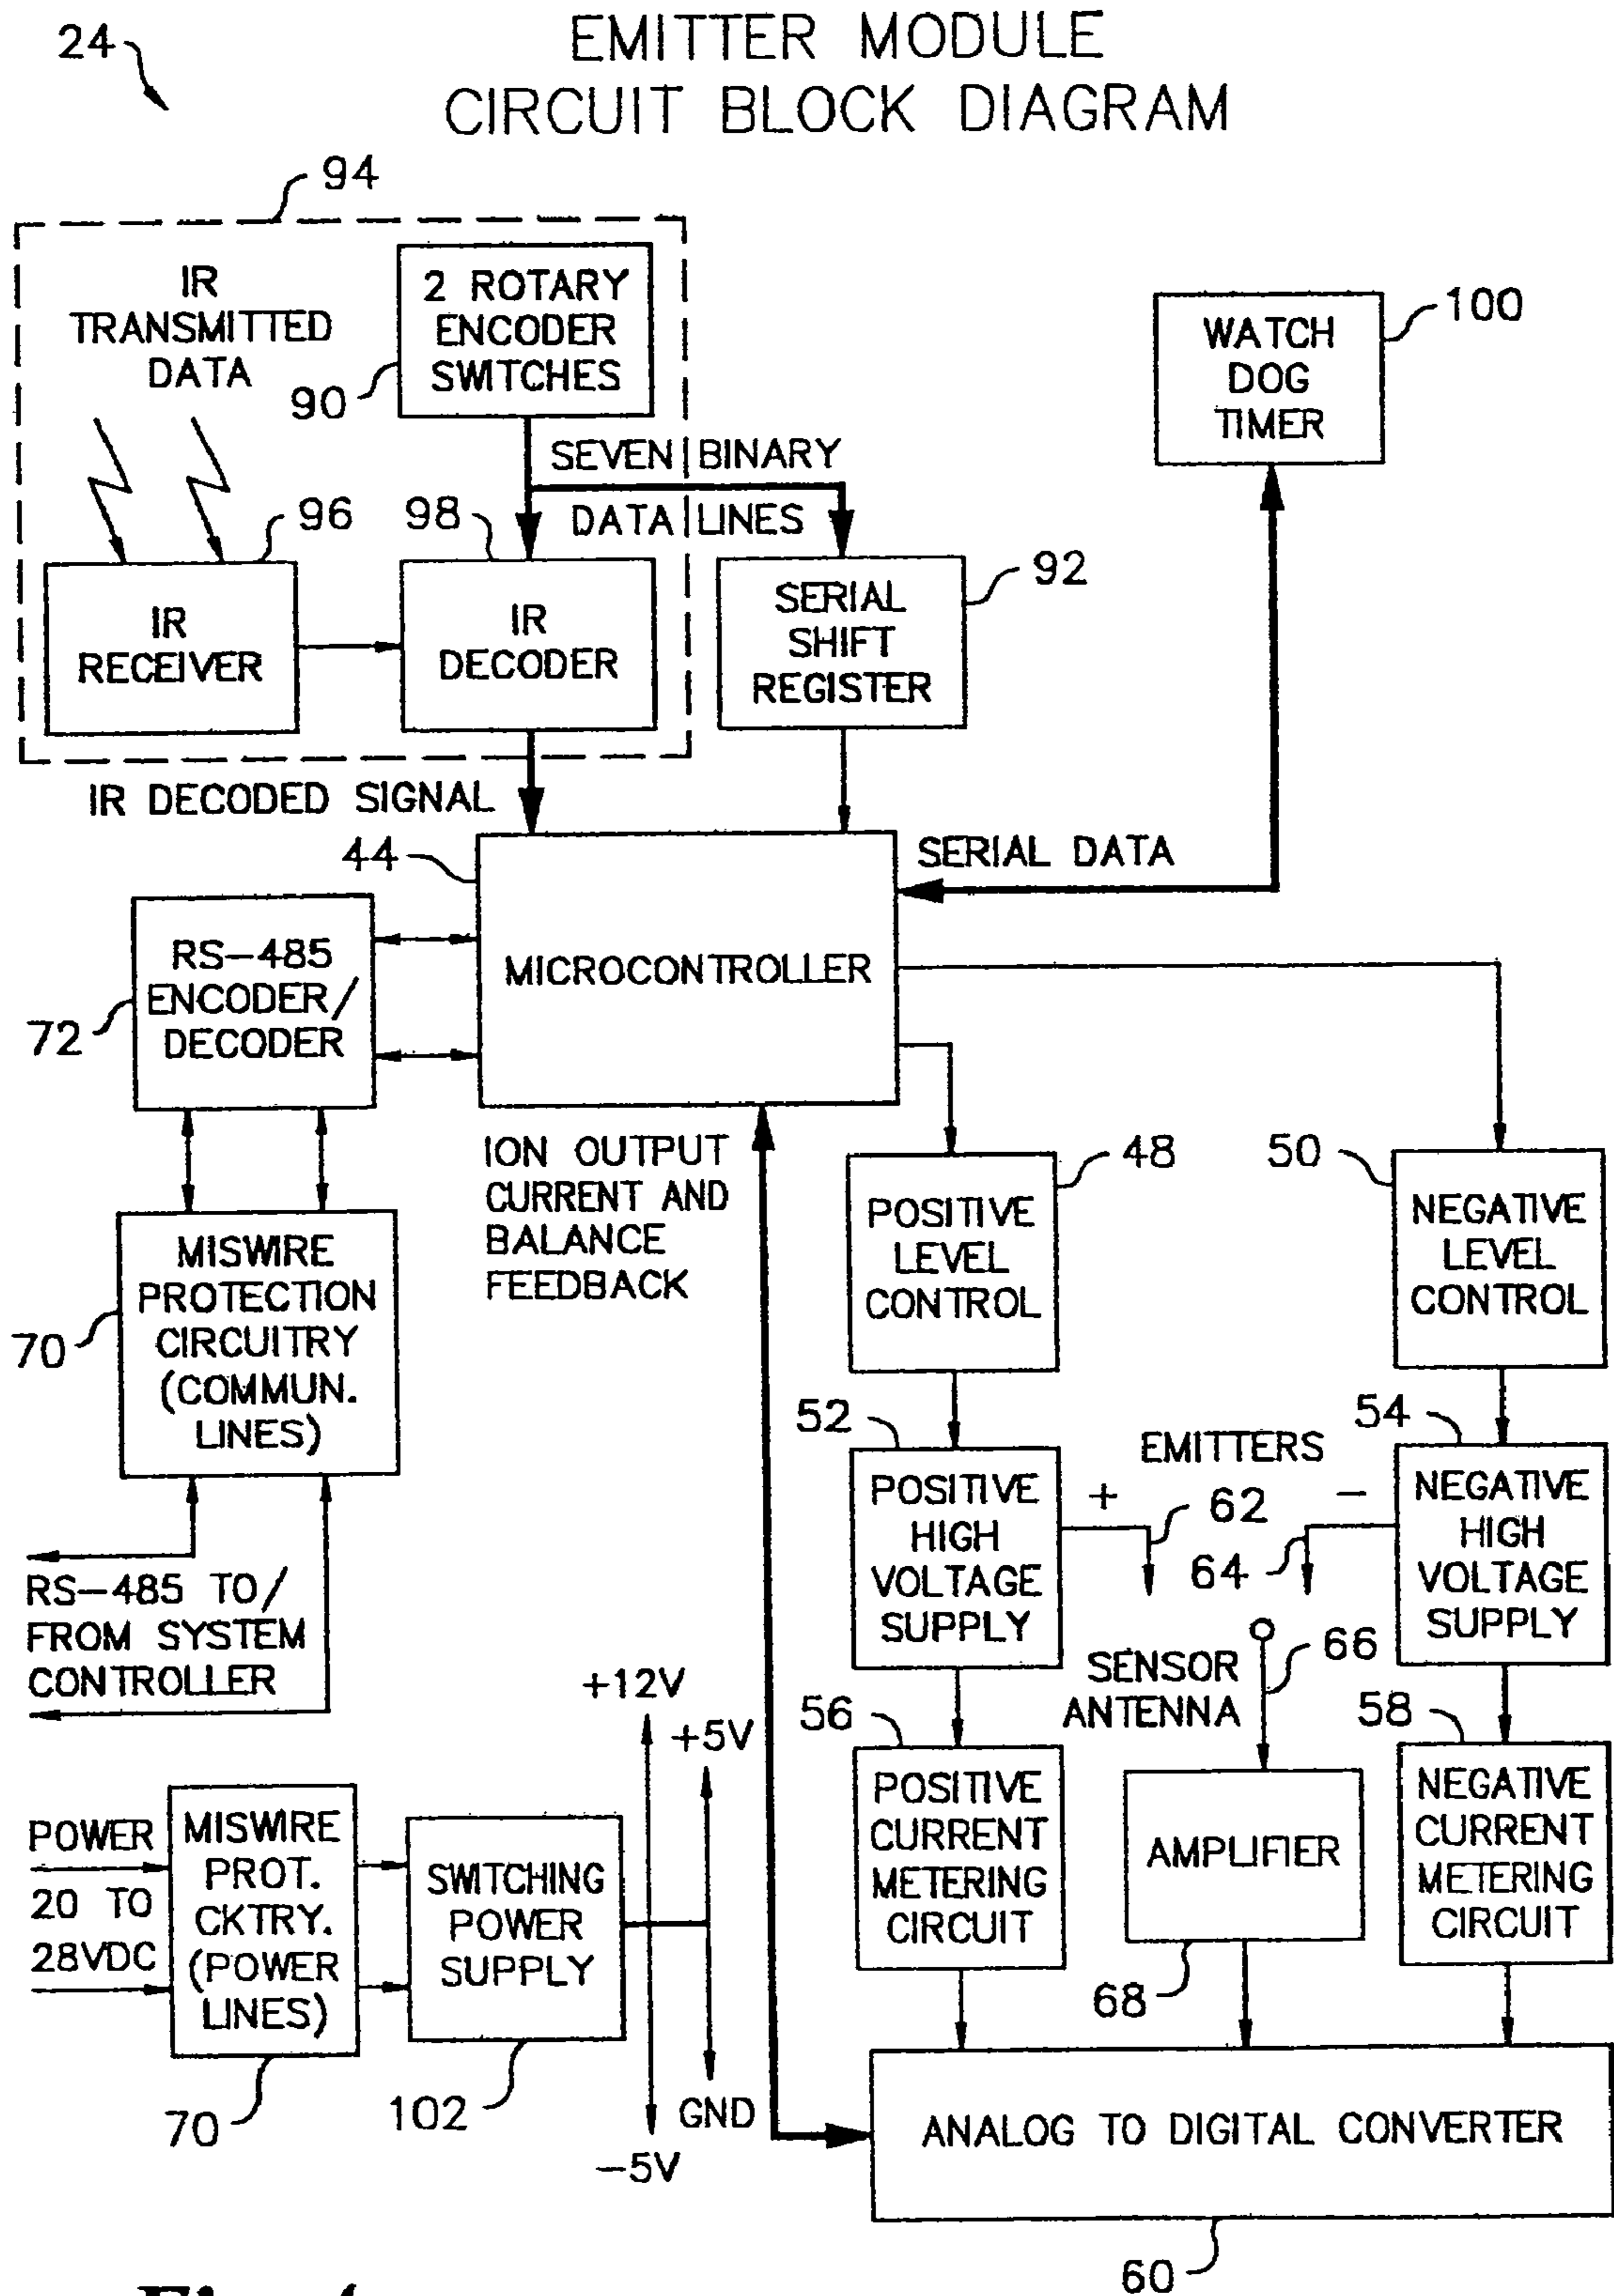 24
EMITTER MODULE
CIRCUIT BLOCK DIAGRAM
94
IR
TRANSMITTED
DATA
2 ROTARY
ENCODER
SWITCHES
90
WATCH
DOG
TIMER
100
SEVEN BINARY
DATA LINES
96
98
IR
RECEIVER
IR
DECODER
SERIAL
SHIFT
REGISTER
92
IR DECODED SIGNAL
44
SERIAL DATA
MICROCONTROLLER
RS-485
ENCODER/
DECODER
72
ION OUTPUT
CURRENT AND
BALANCE
FEEDBACK
MISWIRE
PROTECTION
CIRCUITRY
(COMMUN.
LINES)
70
POSITIVE
LEVEL
CONTROL
48
NEGATIVE
LEVEL
CONTROL
50
52
POSITIVE
HIGH
VOLTAGE
SUPPLY
EMITTERS
+
62
-
64
54
NEGATIVE
HIGH
VOLTAGE
SUPPLY
RS-485 TO/
FROM SYSTEM
CONTROLLER
SENSOR
ANTENNA
66
56
POSITIVE
CURRENT
METERING
CIRCUIT
AMPLIFIER
68
58
NEGATIVE
CURRENT
METERING
CIRCUIT
POWER
20 TO
28VDC
MISWIRE
PROT.
CKTRY.
(POWER
LINES)
70
SWITCHING
POWER
SUPPLY
102
+12V
+5V
GND
-5V
ANALOG TO DIGITAL CONVERTER
60